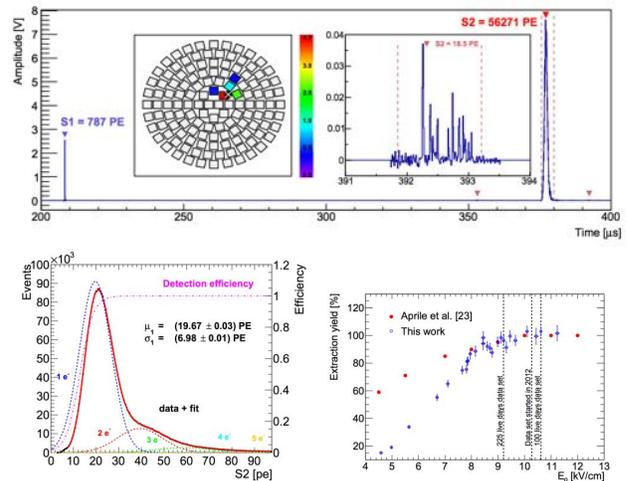 Amplitude [V]
8
7
6
5
4
3
2
1
0
S1 = 787 PE
S2 = 56271 PE
0.04
0.03
0.02
0.01
0
S2 = 18.5 PE
391
392
393
394
200
250
300
350
400
Time [µs]
×10³
Events
100
90
80
70
60
50
40
30
20
10
0
Detection efficiency
μ₁ = (19.67 ± 0.03) PE
σ₁ = (6.98 ± 0.01) PE
data + fit
1 e⁻
2 e⁻
3 e⁻
4 e⁻
5 e⁻
1.2
1
0.8
0.6
0.4
0.2
0
Efficiency
0 10 20 30 40 50 60 70 80 90
S2 [pe]
Extraction yield [%]
120
100
80
60
40
20
Aprile et al. [23]
This work
225 live days data set
Data set started in 2012
100 live days data set
4 5 6 7 8 9 10 11 12 13
[kV/cm]